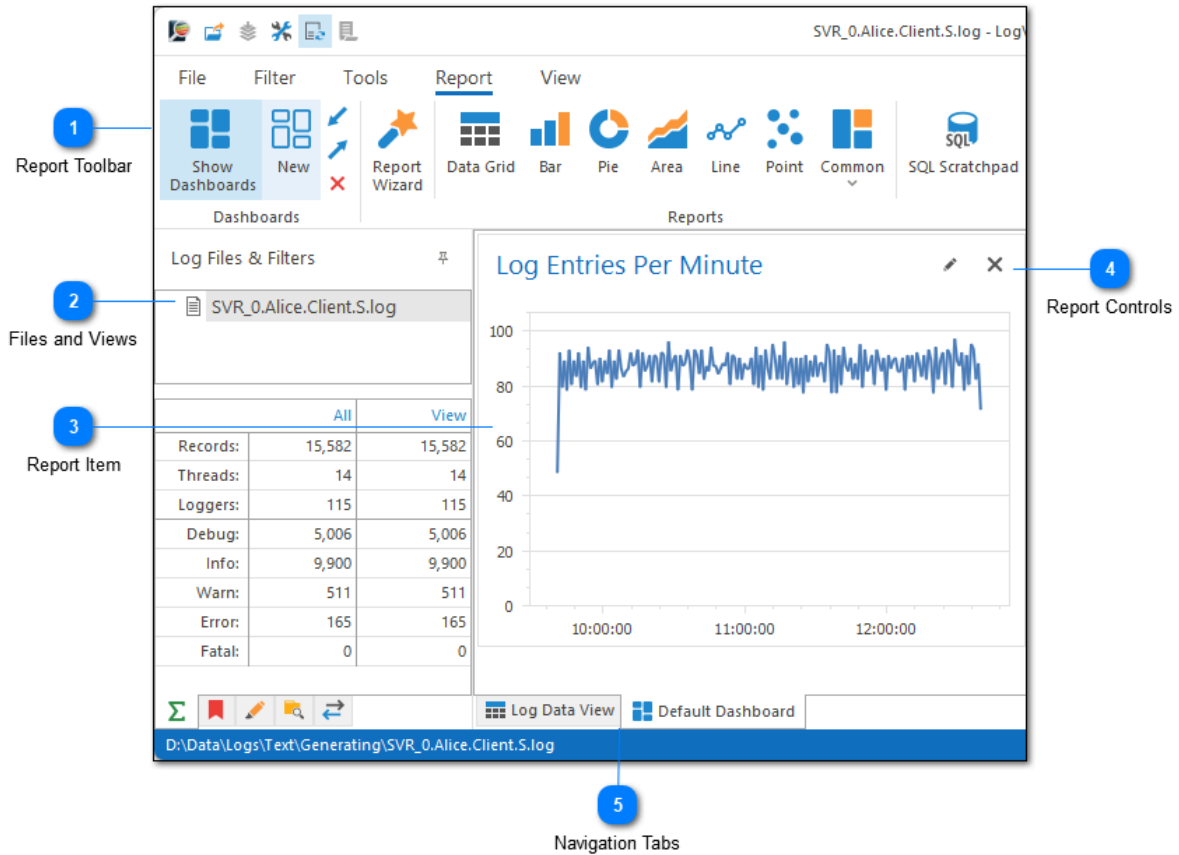 SVR_0.Alice.Client.S.log - Log
File Filter Tools Report View
1
Report Toolbar
Show Dashboards
New
Report Wizard
Data Grid
Bar
Pie
Area
Line
Point
Common
SQL
SQL Scratchpad
Dashboards
Reports
Log Files & Filters
2
Files and Views
SVR_0.Alice.Client.S.log
Log Entries Per Minute
4
Report Controls
100
80
60
40
20
0
10:00:00 11:00:00 12:00:00
3
Report Item
All View
Records: 15,582 15,582
Threads: 14 14
Loggers: 115 115
Debug: 5,006 5,006
Info: 9,900 9,900
Warn: 511 511
Error: 165 165
Fatal: 0 0
Σ
Log Data View
Default Dashboard
D:\Data\Logs\Text\Generating\SVR_0.Alice.Client.S.log
5
Navigation Tabs